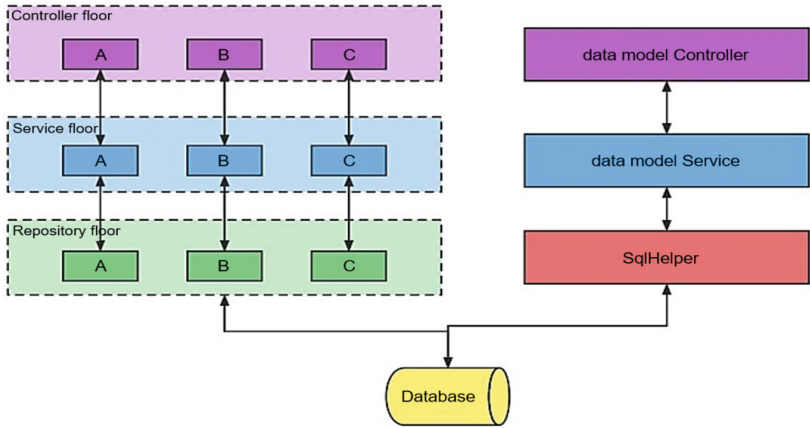 Controller floor
A
B
C
Service floor
A
B
C
Repository floor
A
B
C
data model Controller
data model Service
SqlHelper
Database